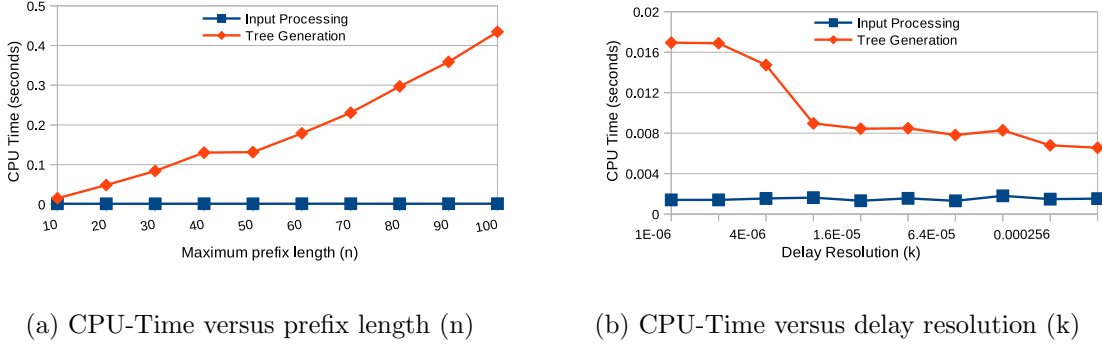 0.5
0.4
0.3
0.2
0.1
0
CPU Time (seconds)
Input Processing
Tree Generation
10 20 30 40 50 60 70 80 90 100
Maximum prefix length (n)
(a) CPU-Time versus prefix length (n)
0.02
0.016
0.012
0.008
0.004
0
CPU Time (seconds)
Input Processing
Tree Generation
1E-06 4E-06 1.6E-05 6.4E-05 0.000256
Delay Resolution (k)
(b) CPU-Time versus delay resolution (k)